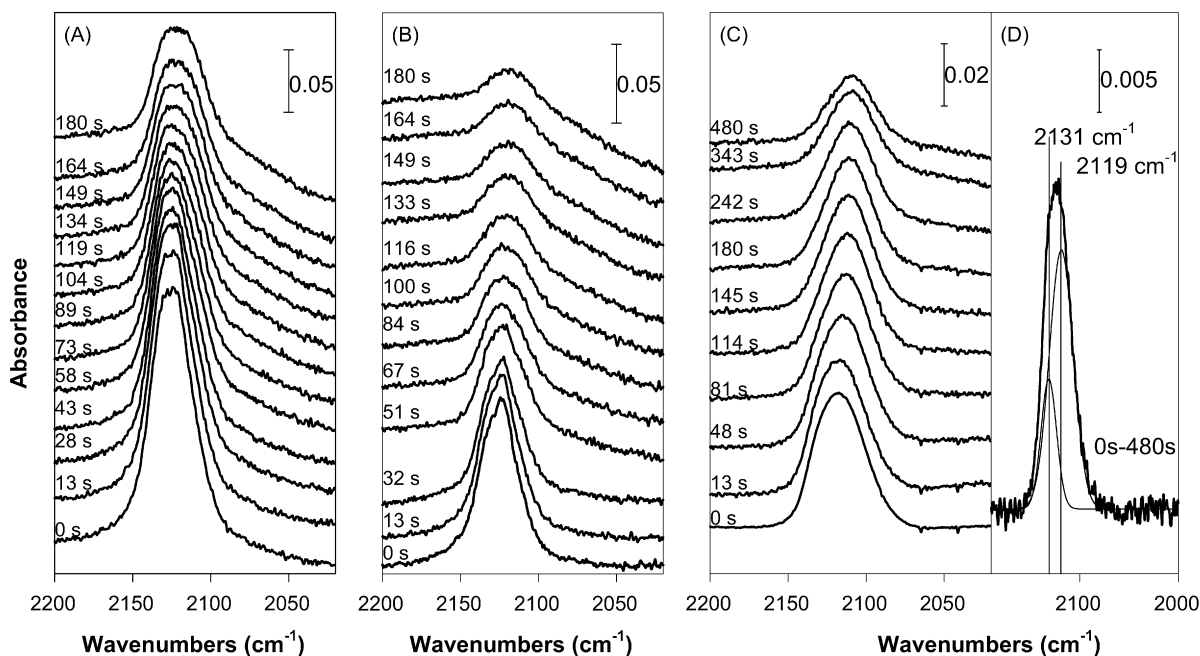 (A)
0.05
180 s
164 s
149 s
134 s
119 s
104 s
89 s
73 s
58 s
43 s
28 s
13 s
0 s
2200
2150
2100
2050
Wavenumbers (cm⁻¹)
Absorbance
(B)
0.05
180 s
164 s
149 s
133 s
116 s
100 s
84 s
67 s
51 s
32 s
13 s
0 s
2200
2150
2100
2050
Wavenumbers (cm⁻¹)
(C)
0.02
480 s
343 s
242 s
180 s
145 s
114 s
81 s
48 s
13 s
0 s
2200
2150
2100
2050
(D)
0.005
2131 cm⁻¹
2119 cm⁻¹
0s-480s
2100
2000
Wavenumbers (cm⁻¹)